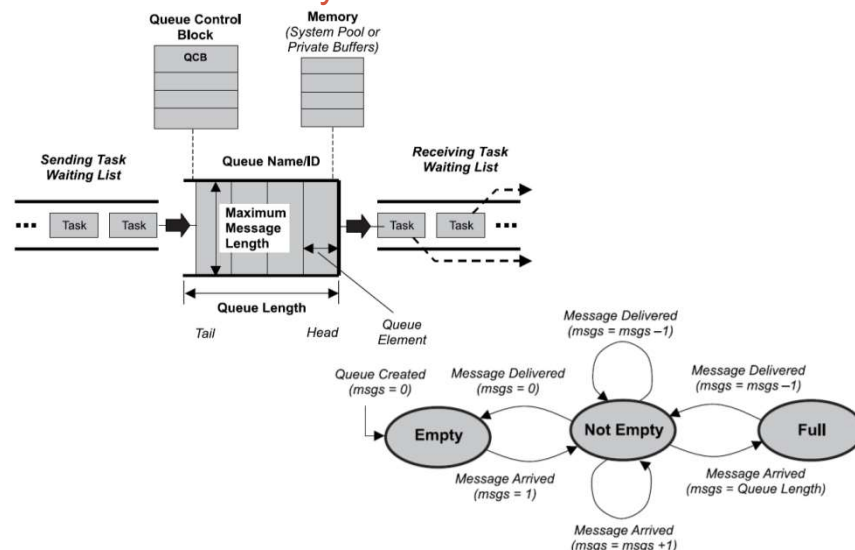 Queue Control
Block
QCB
Memory
(System Pool or
Private Buffers)
Sending Task
Waiting List
Queue Name/ID
Receiving Task
Waiting List
... Task Task
Maximum
Message
Length
Task Task ...
Queue Length
Tail
Head
Queue
Element
Message Delivered
(msgs = msgs –1)
Queue Created
(msgs = 0)
Message Delivered
(msgs = 0)
Message Delivered
(msgs = msgs –1)
Empty
Not Empty
Full
Message Arrived
(msgs = 1)
Message Arrived
(msgs = Queue Length)
Message Arrived
(msgs = msgs +1)